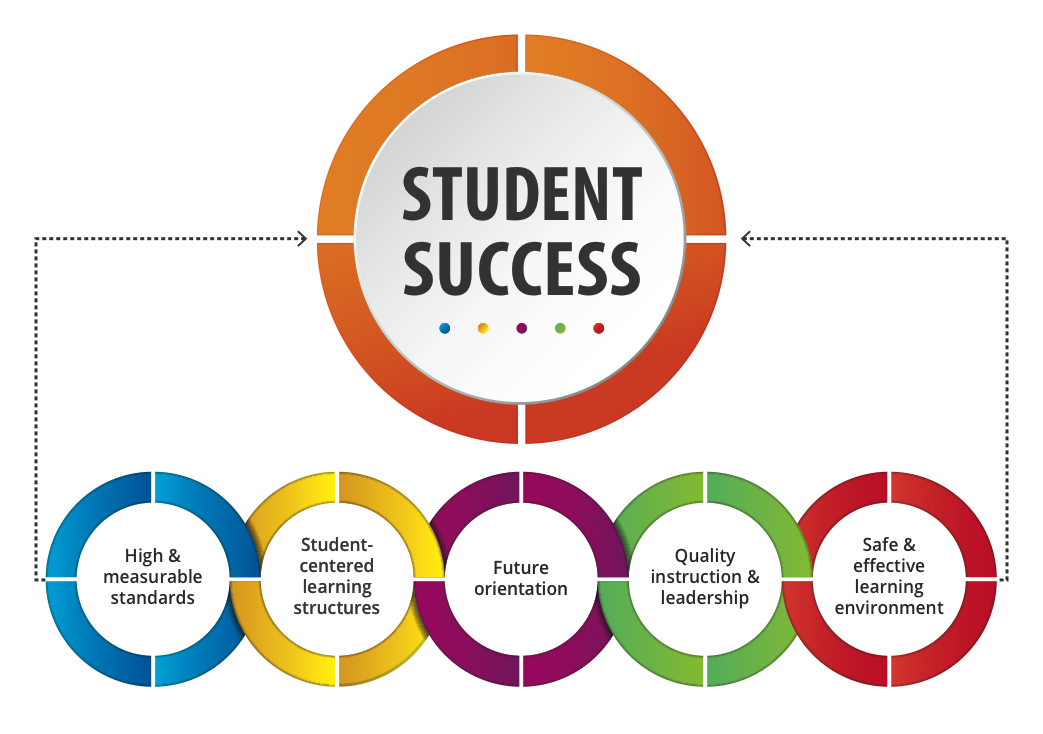 STUDENT
SUCCESS
High &
measurable
standards
Student-
centered
learning
structures
Future
orientation
Quality
instruction &
leadership
Safe &
effective
learning
environment